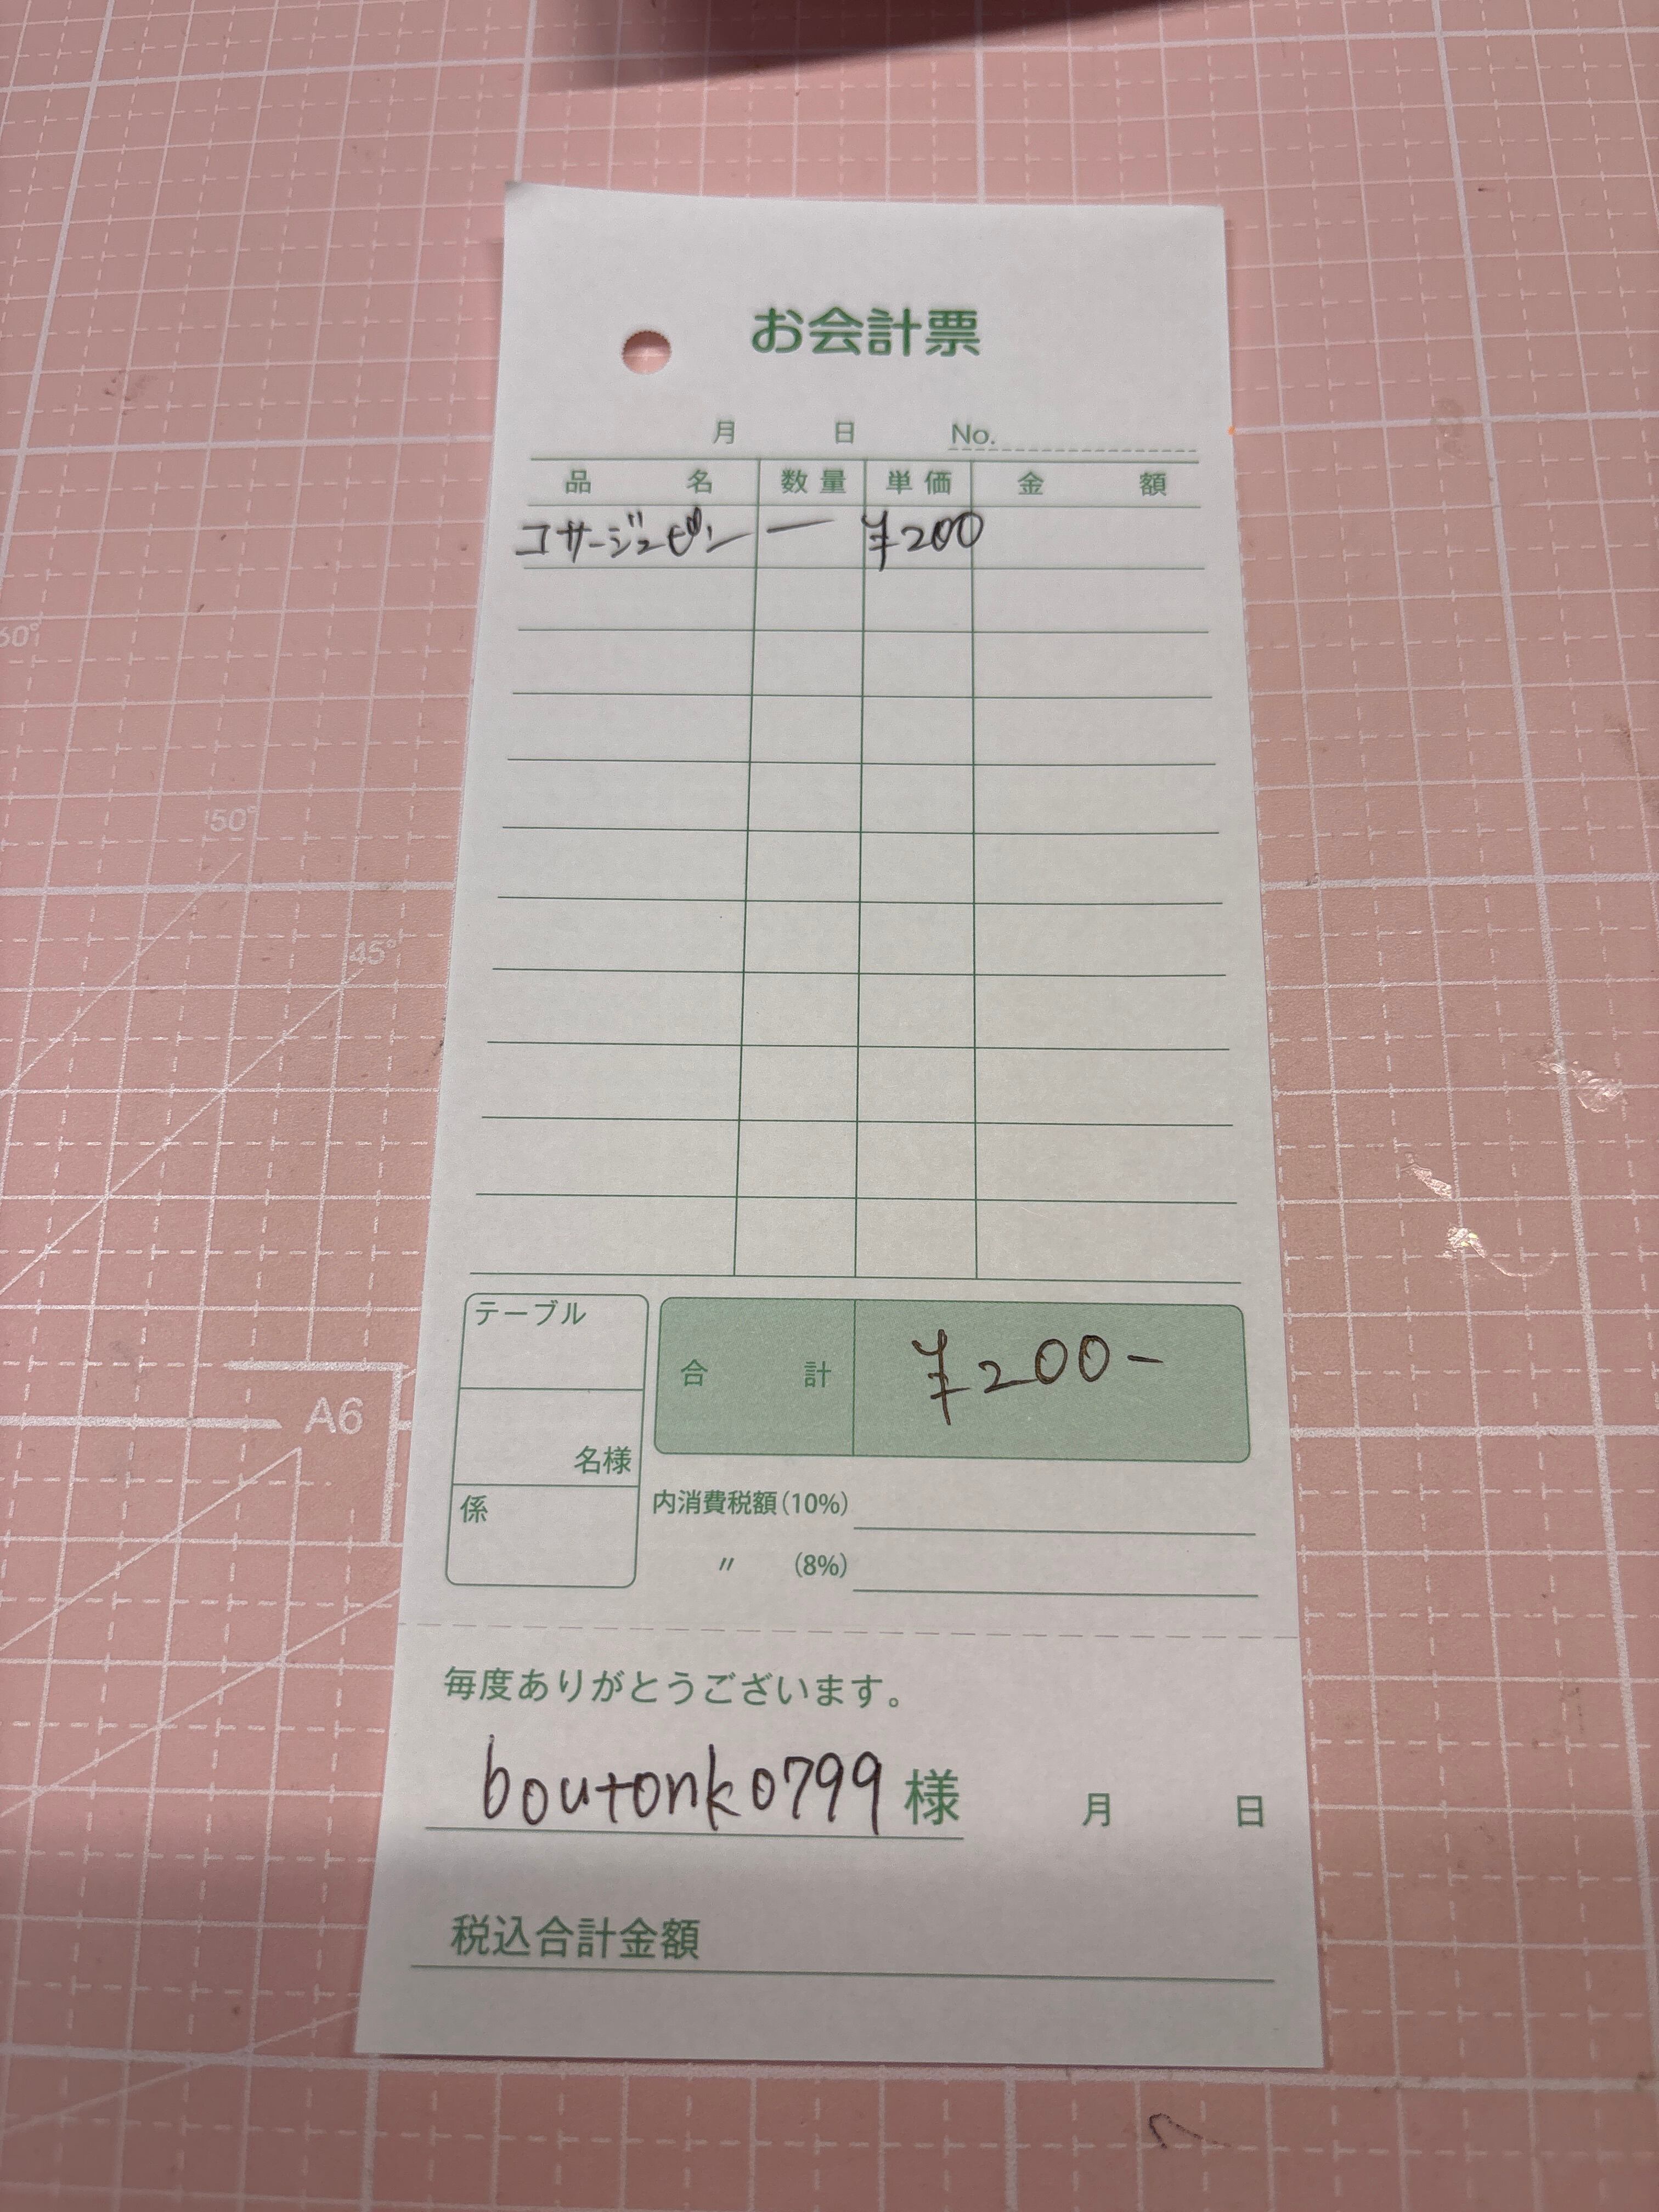 お会計票
月 日 No.
品名 数量 単価 金額
コサージュピン 一 ¥200
テーブル
合計 ¥200-
名様
係
内消費税額(10%)
〃 (8%)
毎度ありがとうございます。
boutonk0799 様 月 日
税込合計金額
60°
50°
45°
A6